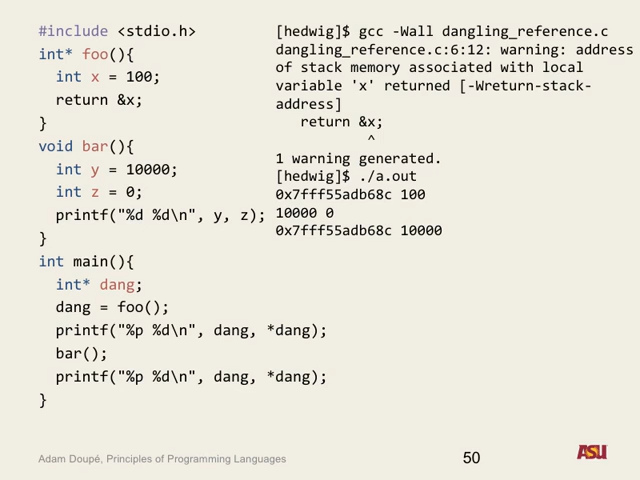 #include <stdio.h>
int* foo(){
  int x = 100;
  return &x;
}
void bar(){
  int y = 10000;
  int z = 0;
  printf("%d %d\n", y, z);
}
int main(){
  int* dang;
  dang = foo();
  printf("%p %d\n", dang, *dang);
  bar();
  printf("%p %d\n", dang, *dang);
}
[hedwig]$ gcc -Wall dangling_reference.c
dangling_reference.c:6:12: warning: address
of stack memory associated with local
variable 'x' returned [-Wreturn-stack-
address]
   return &x;
           ^
1 warning generated.
[hedwig]$ ./a.out
0x7fff55adb68c 100
10000 0
0x7fff55adb68c 10000
Adam Doupé, Principles of Programming Languages
50
ASU